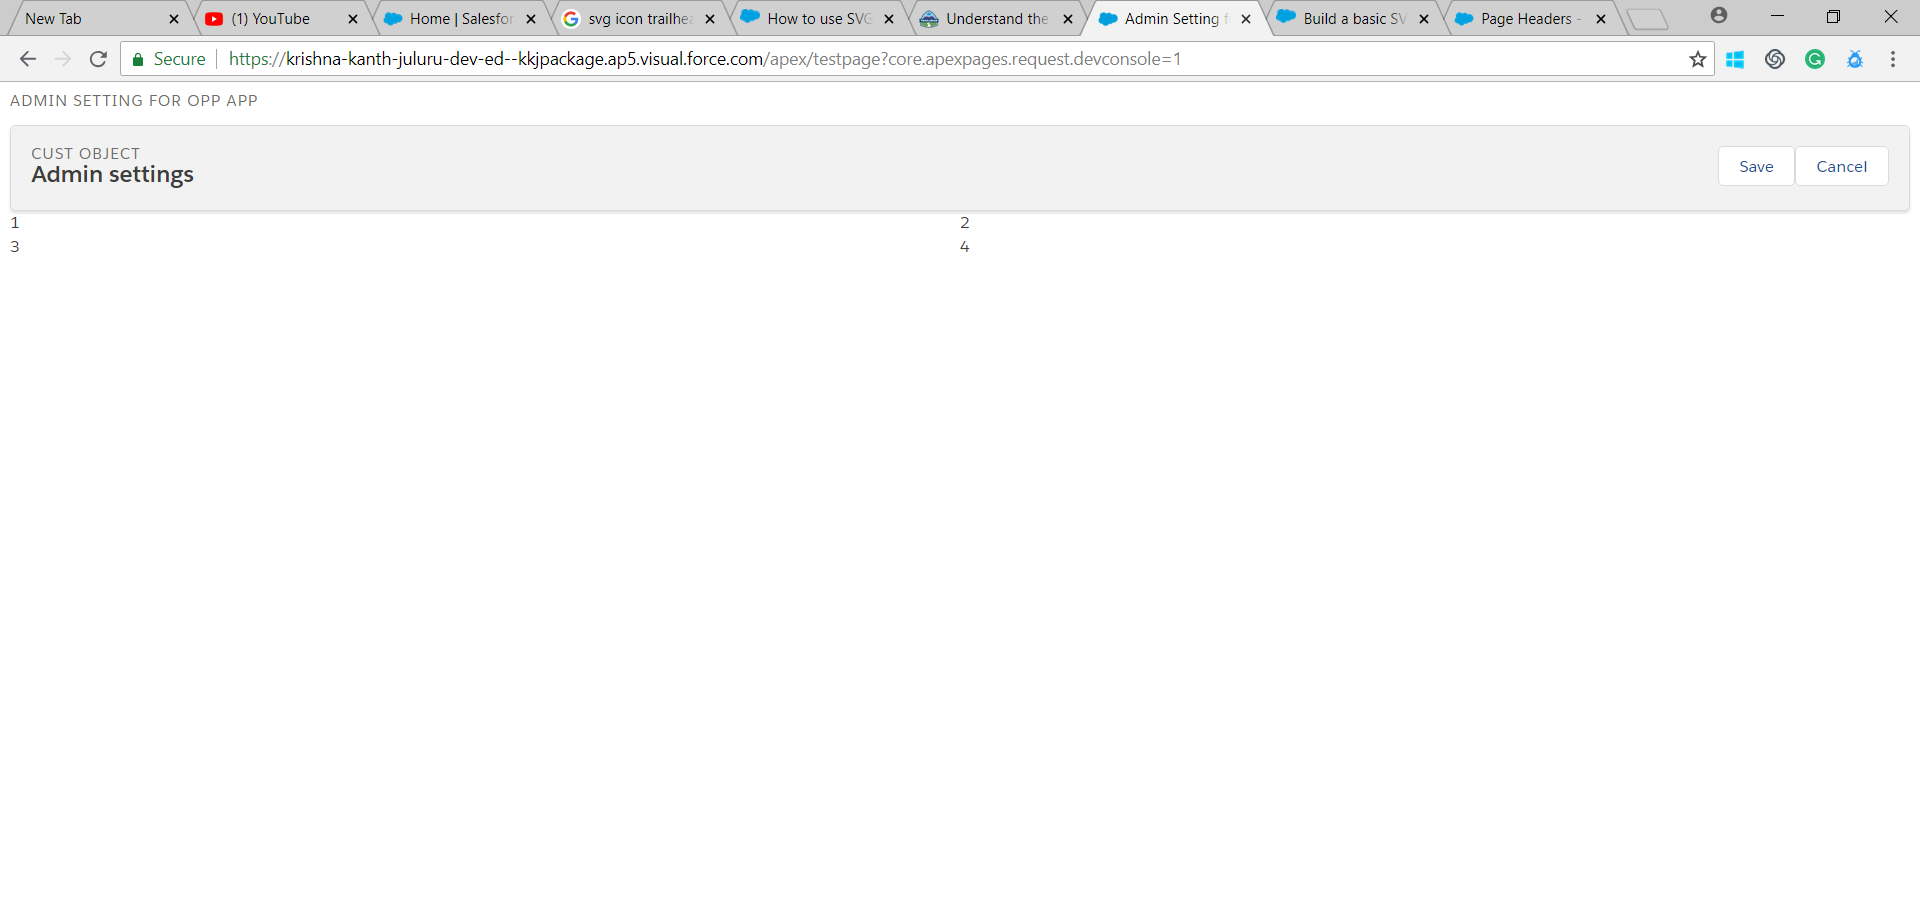 New Tab
(1) YouTube
Home | Salesfor
svg icon trailhea
How to use SVG
Understand the
Admin Setting f
Build a basic SV
Page Headers -
Secure https://krishna-kanth-juluru-dev-ed--kkjpackage.ap5.visual.force.com/apex/testpage?core.apexpages.request.devconsole=1
ADMIN SETTING FOR OPP APP
CUST OBJECT
Admin settings
Save
Cancel
1 2
3 4